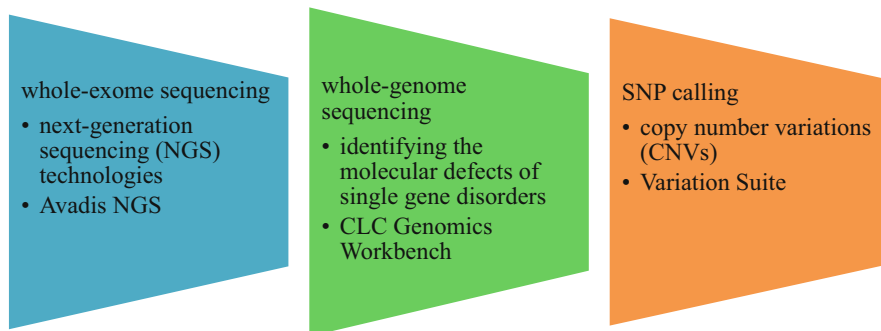 whole-exome sequencing
• next-generation
sequencing (NGS)
technologies
• Avadis NGS
whole-genome
sequencing
• identifying the
molecular defects of
single gene disorders
• CLC Genomics
Workbench
SNP calling
• copy number variations
(CNVs)
• Variation Suite